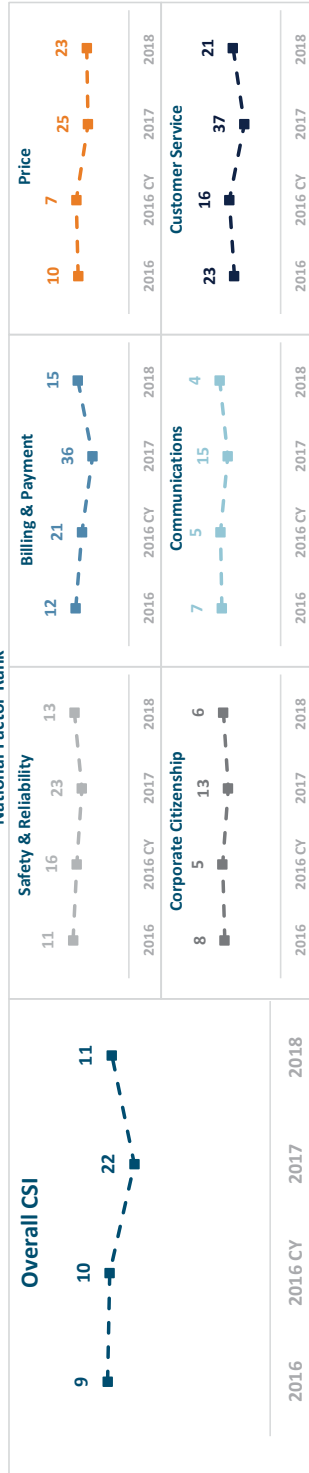 National Factor Rank
Overall CSI
9 10 22 11
2016 2016 CY 2017 2018
Safety & Reliability
11 16 23 13
2016 2016 CY 2017 2018
Billing & Payment
12 21 36 15
2016 2016 CY 2017 2018
Price
10 7 25 23
2016 2016 CY 2017 2018
Corporate Citizenship
8 5 13 6
2016 2016 CY 2017 2018
Communications
7 5 15 4
2016 2016 CY 2017 2018
Customer Service
23 16 37 21
2016 2016 CY 2017 2018